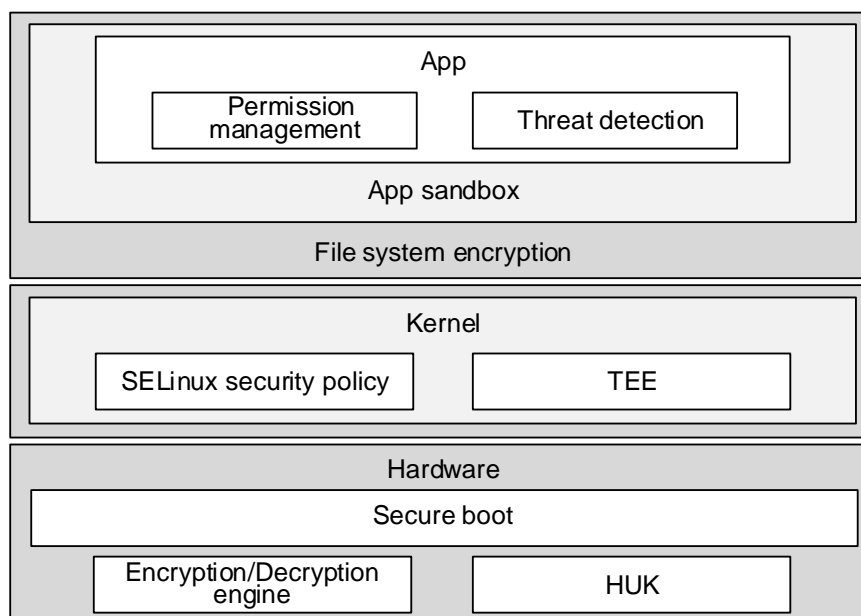 App
Permission
management
Threat detection
App sandbox
File system encryption
Kernel
SELinux security policy
TEE
Hardware
Secure boot
Encryption/Decryption
engine
HUK